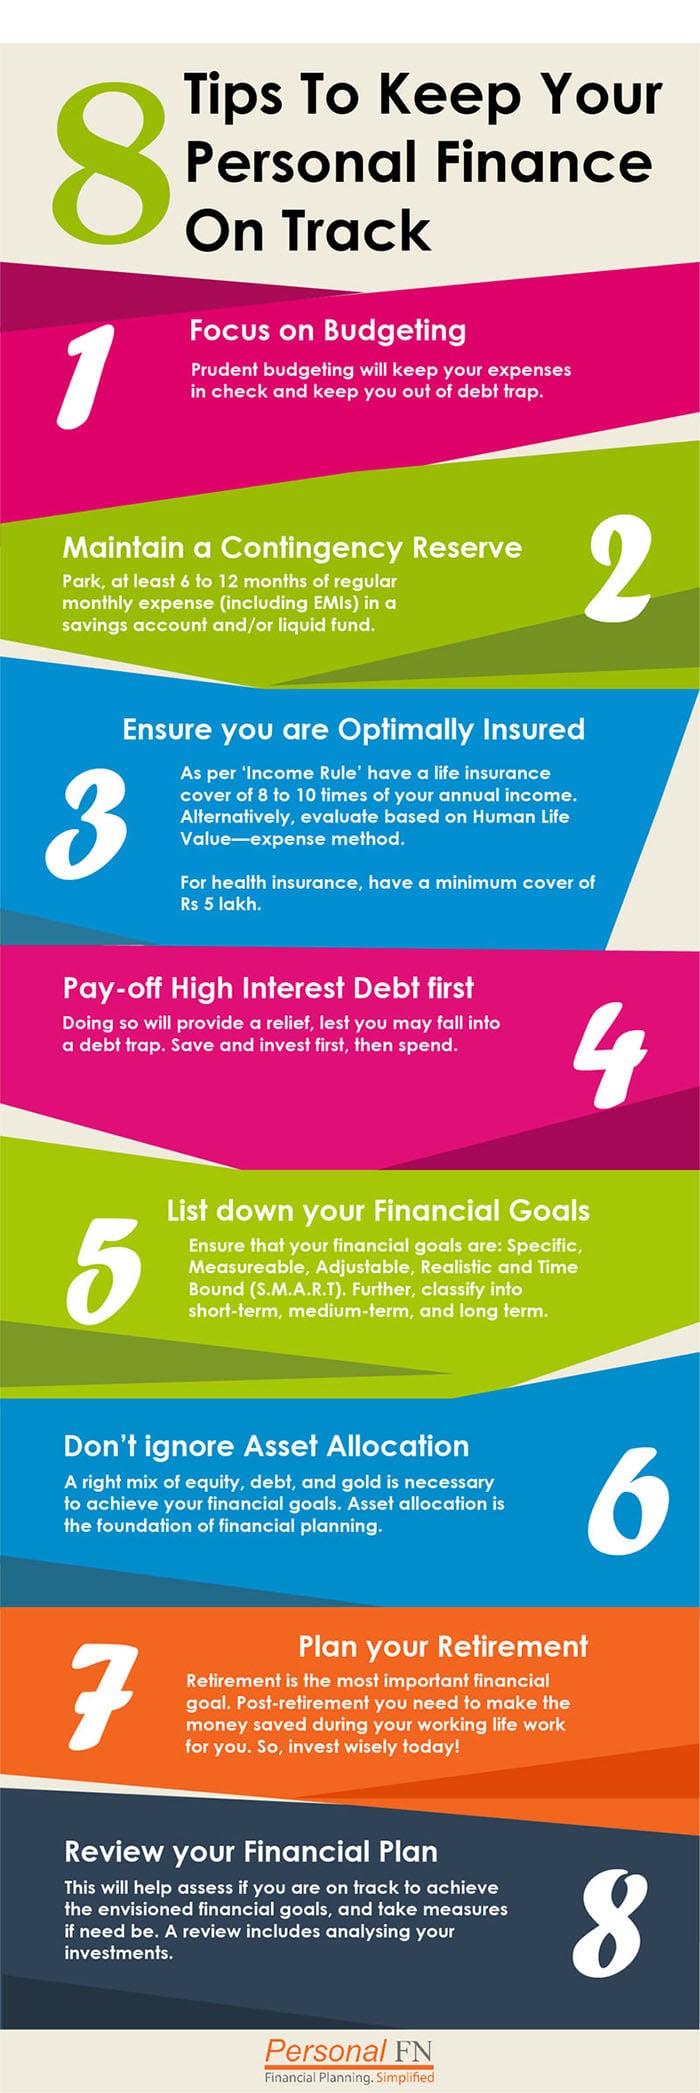 8
Tips To Keep Your
Personal Finance
On Track
1
Focus on Budgeting
Prudent budgeting will keep your expenses
in check and keep you out of debt trap.
2
Maintain a Contingency Reserve
Park, at least 6 to 12 months of regular
monthly expense (including EMIs) in a
savings account and/or liquid fund.
3
Ensure you are Optimally Insured
As per ‘Income Rule’ have a life insurance
cover of 8 to 10 times of your annual income.
Alternatively, evaluate based on Human Life
Value—expense method.
For health insurance, have a minimum cover of
Rs 5 lakh.
4
Pay-off High Interest Debt first
Doing so will provide a relief, lest you may fall into
a debt trap. Save and invest first, then spend.
5
List down your Financial Goals
Ensure that your financial goals are: Specific,
Measureable, Adjustable, Realistic and Time
Bound (S.M.A.R.T). Further, classify into
short-term, medium-term, and long term.
6
Don’t ignore Asset Allocation
A right mix of equity, debt, and gold is necessary
to achieve your financial goals. Asset allocation is
the foundation of financial planning.
7
Plan your Retirement
Retirement is the most important financial
goal. Post-retirement you need to make the
money saved during your working life work
for you. So, invest wisely today!
8
Review your Financial Plan
This will help assess if you are on track to achieve
the envisioned financial goals, and take measures
if need be. A review includes analysing your
investments.
Personal FN
Financial Planning. Simplified